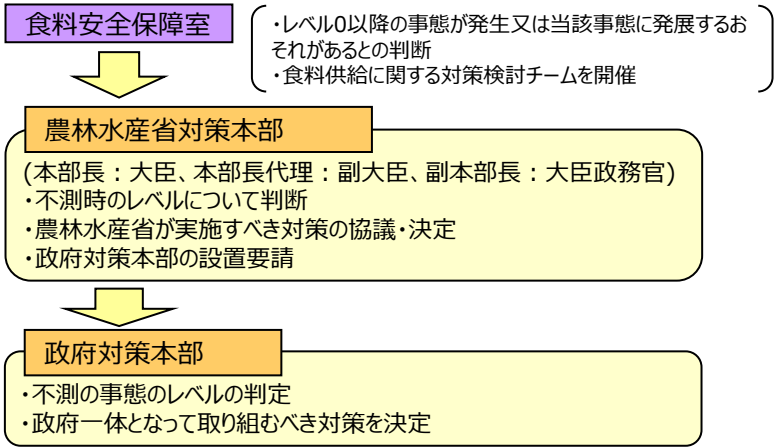 食料安全保障室
・レベル0以降の事態が発生又は当該事態に発展するお
それがあるとの判断
・食料供給に関する対策検討チームを開催
農林水産省対策本部
(本部長：大臣、本部長代理：副大臣、副本部長：大臣政務官)
・不測時のレベルについて判断
・農林水産省が実施すべき対策の協議・決定
・政府対策本部の設置要請
政府対策本部
・不測の事態のレベルの判定
・政府一体となって取り組むべき対策を決定